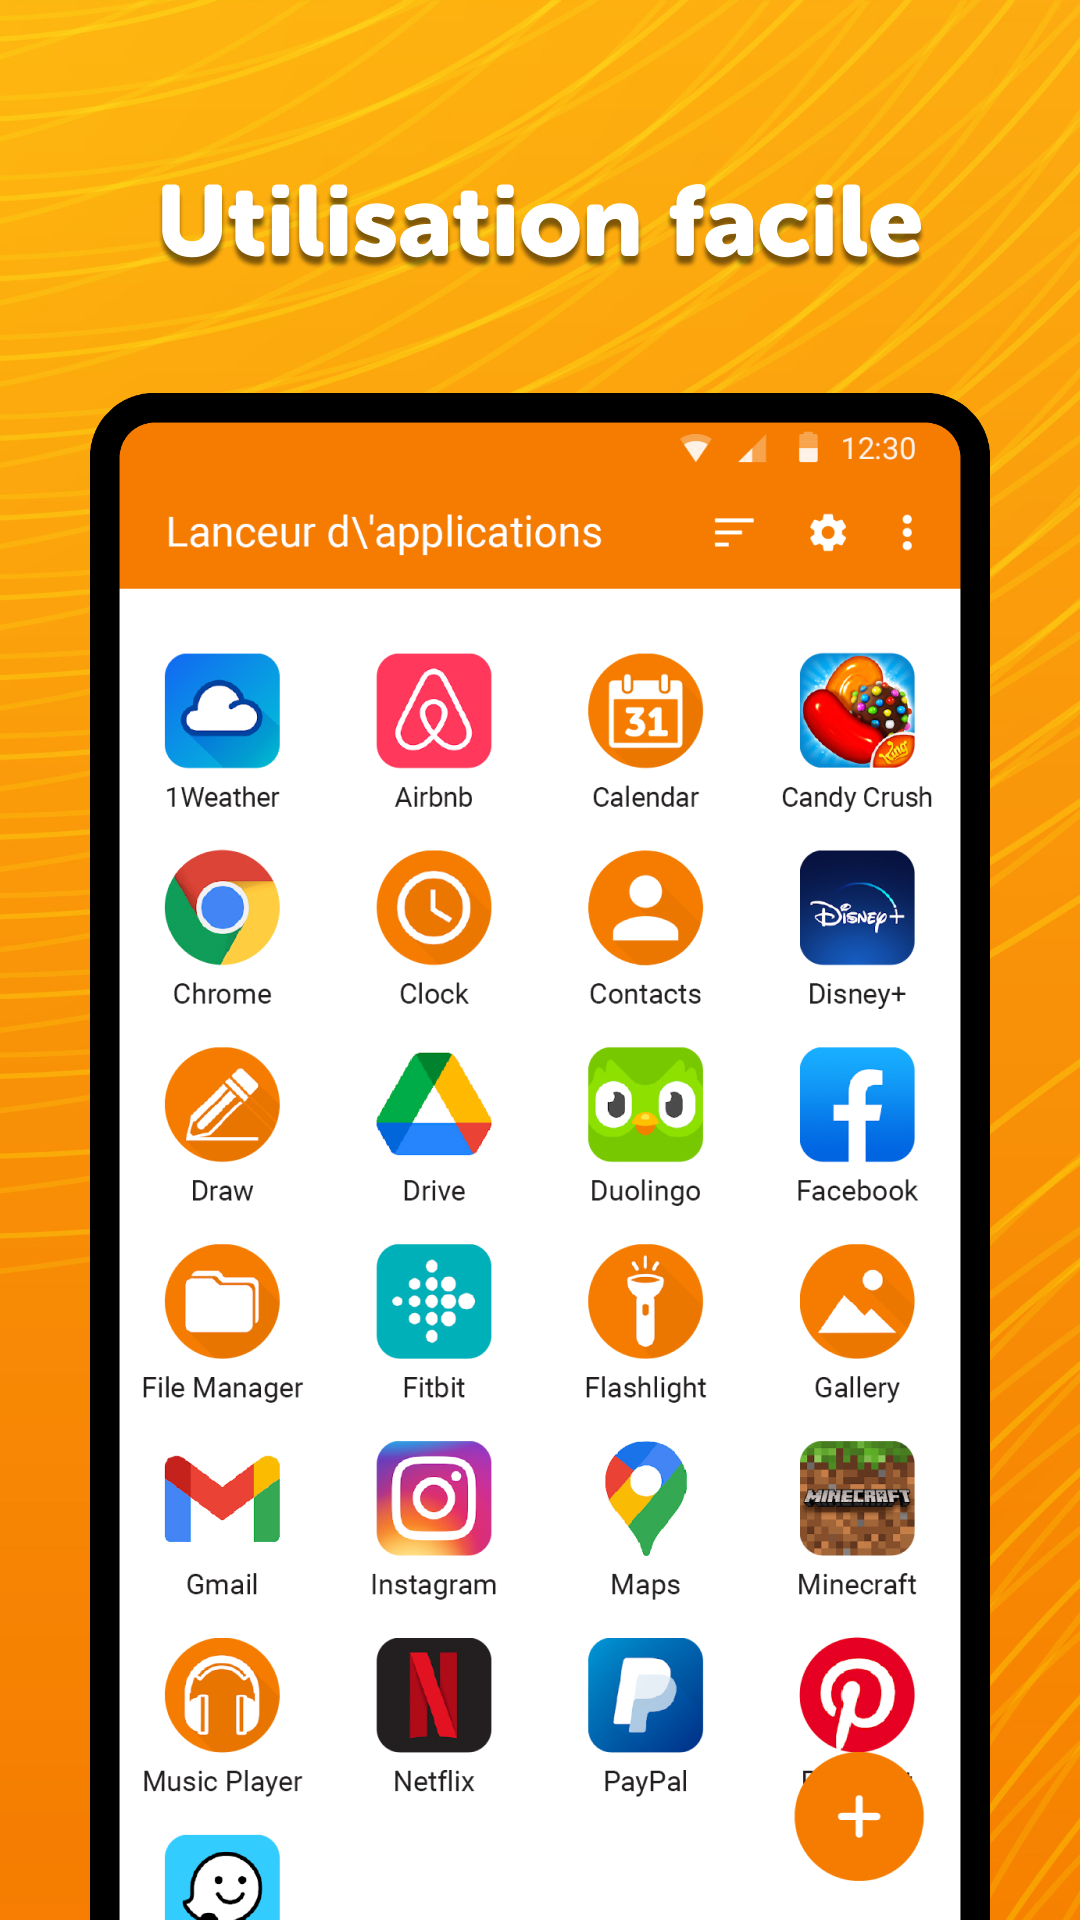 Utilisation facile
12:30
Lanceur d\'applications
31
King
1Weather Airbnb Calendar Candy Crush
Disney+
Chrome Clock Contacts Disney+
Draw Drive Duolingo Facebook
File Manager Fitbit Flashlight Gallery
MINECRAFT
Gmail Instagram Maps Minecraft
Music Player Netflix PayPal